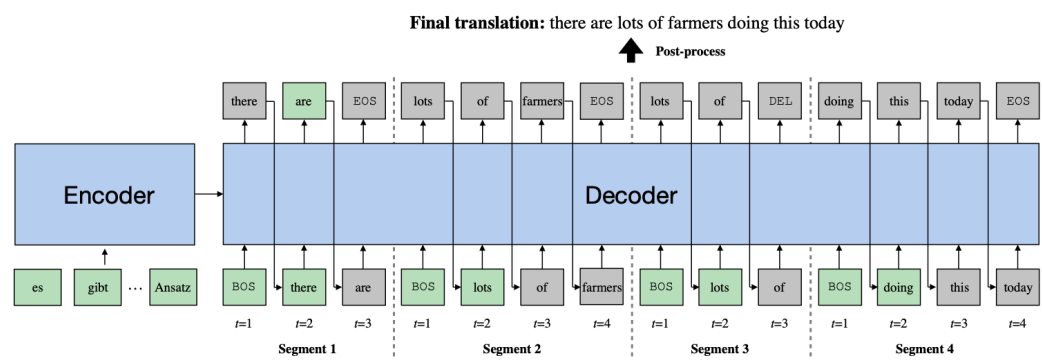 Final translation: there are lots of farmers doing this today
Post-process
there are EOS lots of farmers EOS lots of DEL doing this today EOS
Encoder Decoder
es gibt ... Ansatz BOS there are BOS lots of farmers BOS lots of BOS doing this today
t=1 t=2 t=3 t=1 t=2 t=3 t=4 t=1 t=2 t=3 t=1 t=2 t=3 t=4
Segment 1 Segment 2 Segment 3 Segment 4